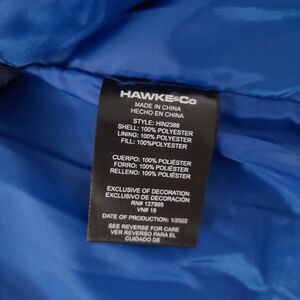 HAWKE&Co
MADE IN CHINA
HECHO EN CHINA
STYLE: HIN2388
SHELL: 100% POLYESTER
LINING: 100% POLYESTER
FILL: 100%POLYESTER
CUERPO: 100% POLIÉSTER
FORRO: 100% POLIÉSTER
RELLENO: 100% POLIÉSTER
EXCLUSIVE OF DECORATION
EXCLUSIVO DE DECORACIÓN
RN# 127995
VN# 19
DATE OF PRODUCTION: 1/2022
SEE REVERSE FOR CARE
VER REVERSO PARA EL
CUIDADO DE